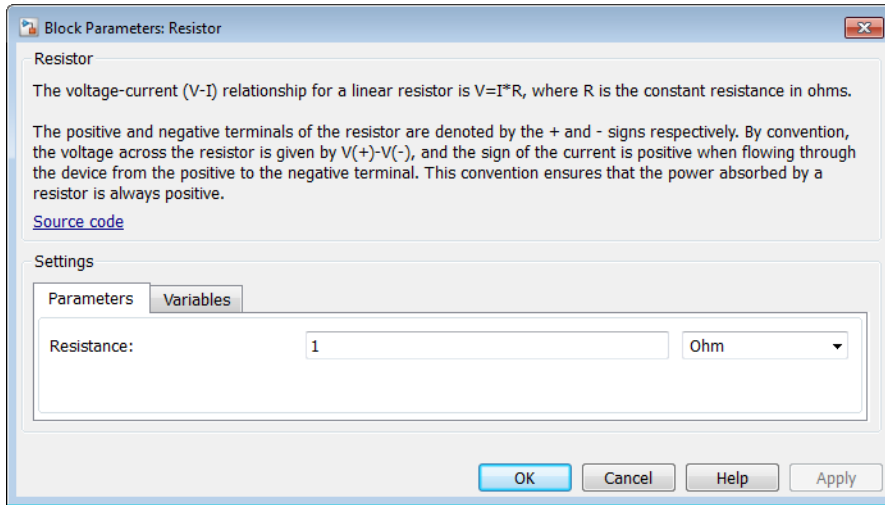 Block Parameters: Resistor
Resistor
The voltage-current (V-I) relationship for a linear resistor is V=I*R, where R is the constant resistance in ohms.
The positive and negative terminals of the resistor are denoted by the + and - signs respectively. By convention,
the voltage across the resistor is given by V(+)-V(-), and the sign of the current is positive when flowing through
the device from the positive to the negative terminal. This convention ensures that the power absorbed by a
resistor is always positive.
Source code
Settings
Parameters Variables
Resistance: 1 Ohm
OK Cancel Help Apply